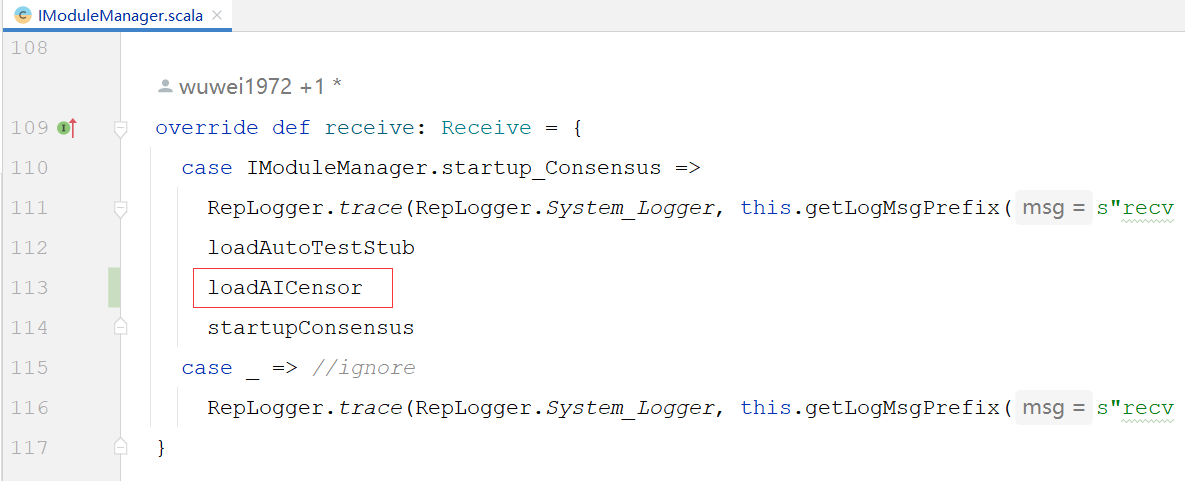 IModuleManager.scala
108
wuwei1972 +1 *
109 override def receive: Receive = {
110 case IModuleManager.startup_Consensus =>
111 RepLogger.trace(RepLogger.System_Logger, this.getLogMsgPrefix( msg = s"recv
112 loadAutoTestStub
113 loadAICensor
114 startupConsensus
115 case _ => //ignore
116 RepLogger.trace(RepLogger.System_Logger, this.getLogMsgPrefix( msg = s"recv
117 }